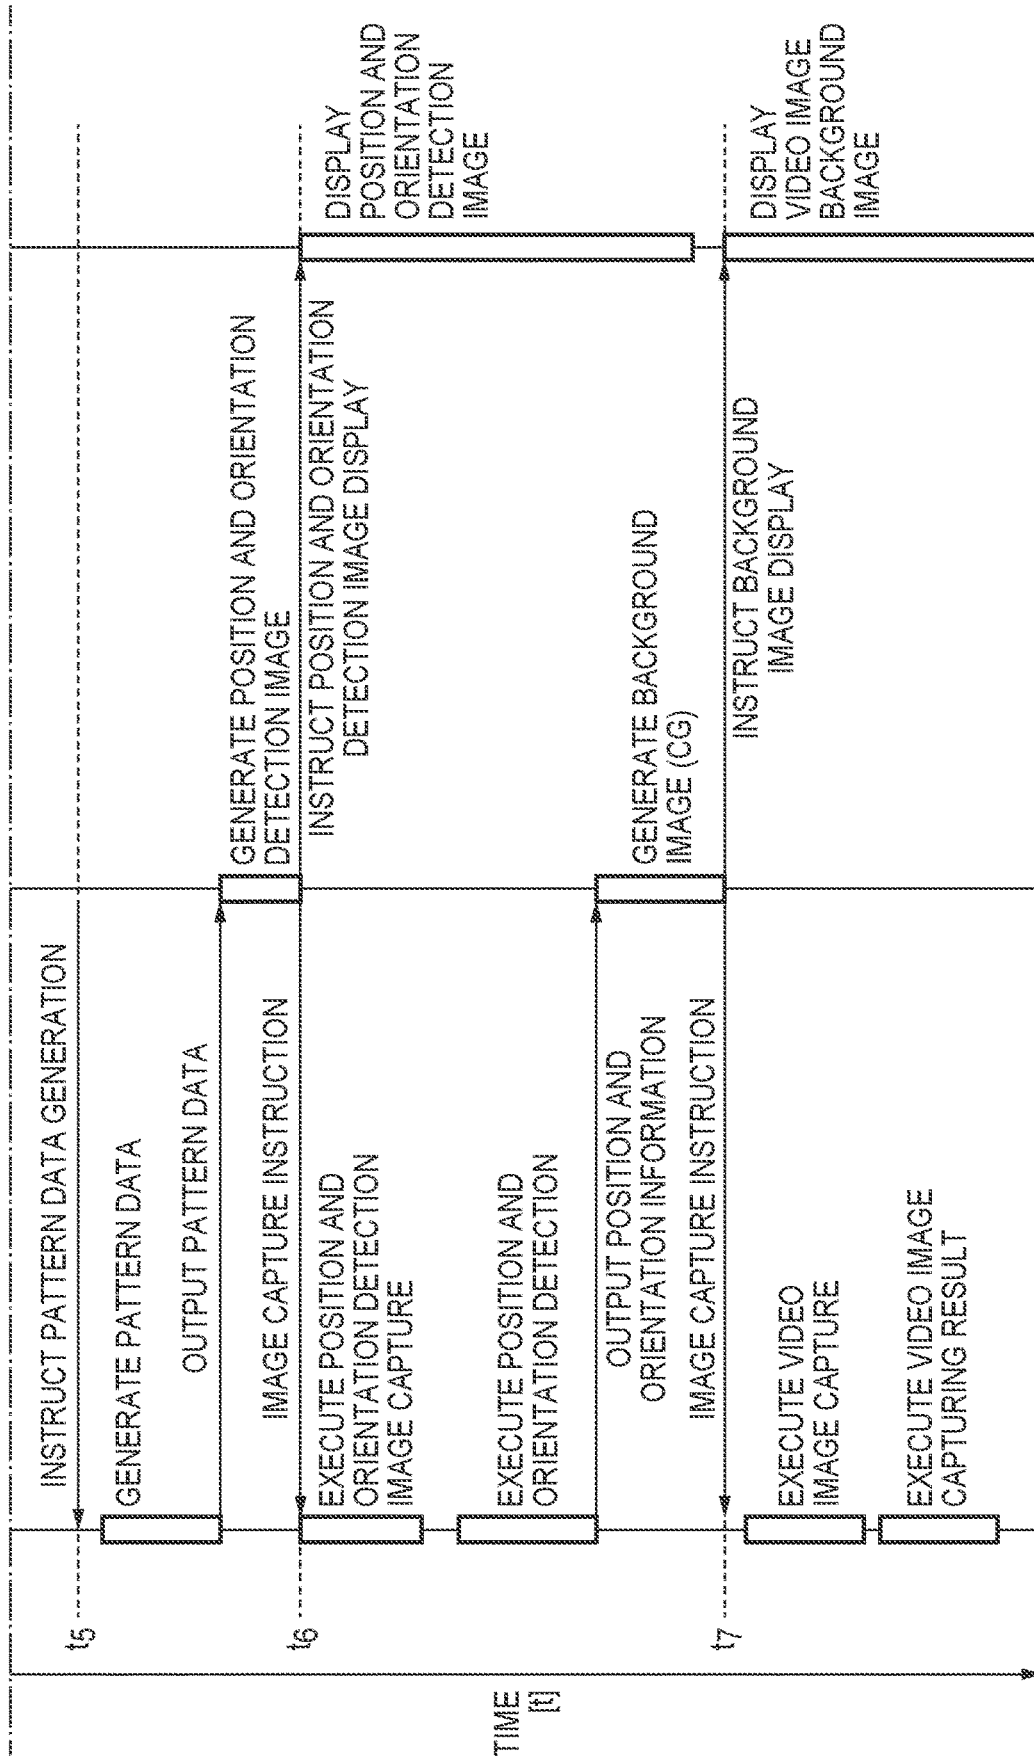 TIME
[t]
t5
t6
t7
INSTRUCT PATTERN DATA GENERATION
GENERATE PATTERN DATA
OUTPUT PATTERN DATA
GENERATE POSITION AND ORIENTATION
DETECTION IMAGE
IMAGE CAPTURE INSTRUCTION
INSTRUCT POSITION AND ORIENTATION
DETECTION IMAGE DISPLAY
DISPLAY
POSITION AND
ORIENTATION
DETECTION
IMAGE
EXECUTE POSITION AND
ORIENTATION DETECTION
IMAGE CAPTURE
EXECUTE POSITION AND
ORIENTATION DETECTION
OUTPUT POSITION AND
ORIENTATION INFORMATION
GENERATE BACKGROUND
IMAGE (CG)
IMAGE CAPTURE INSTRUCTION
INSTRUCT BACKGROUND
IMAGE DISPLAY
DISPLAY
VIDEO IMAGE
BACKGROUND
IMAGE
EXECUTE VIDEO
IMAGE CAPTURE
EXECUTE VIDEO IMAGE
CAPTURING RESULT